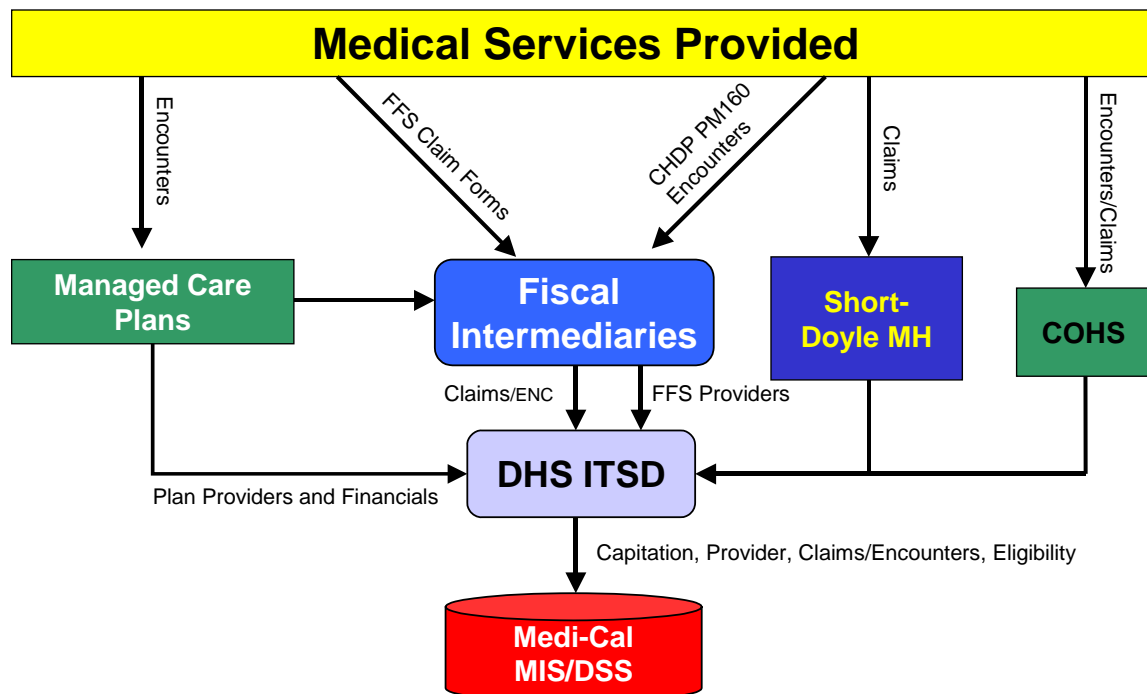 Medical Services Provided
Encounters
FFS Claim Forms
CHDP PM160
Encounters
Claims
Encounters/Claims
Managed Care
Plans
Fiscal
Intermediaries
Short-
Doyle MH
COHS
Claims/ENC
FFS Providers
DHS ITSD
Plan Providers and Financials
Capitation, Provider, Claims/Encounters, Eligibility
Medi-Cal
MIS/DSS